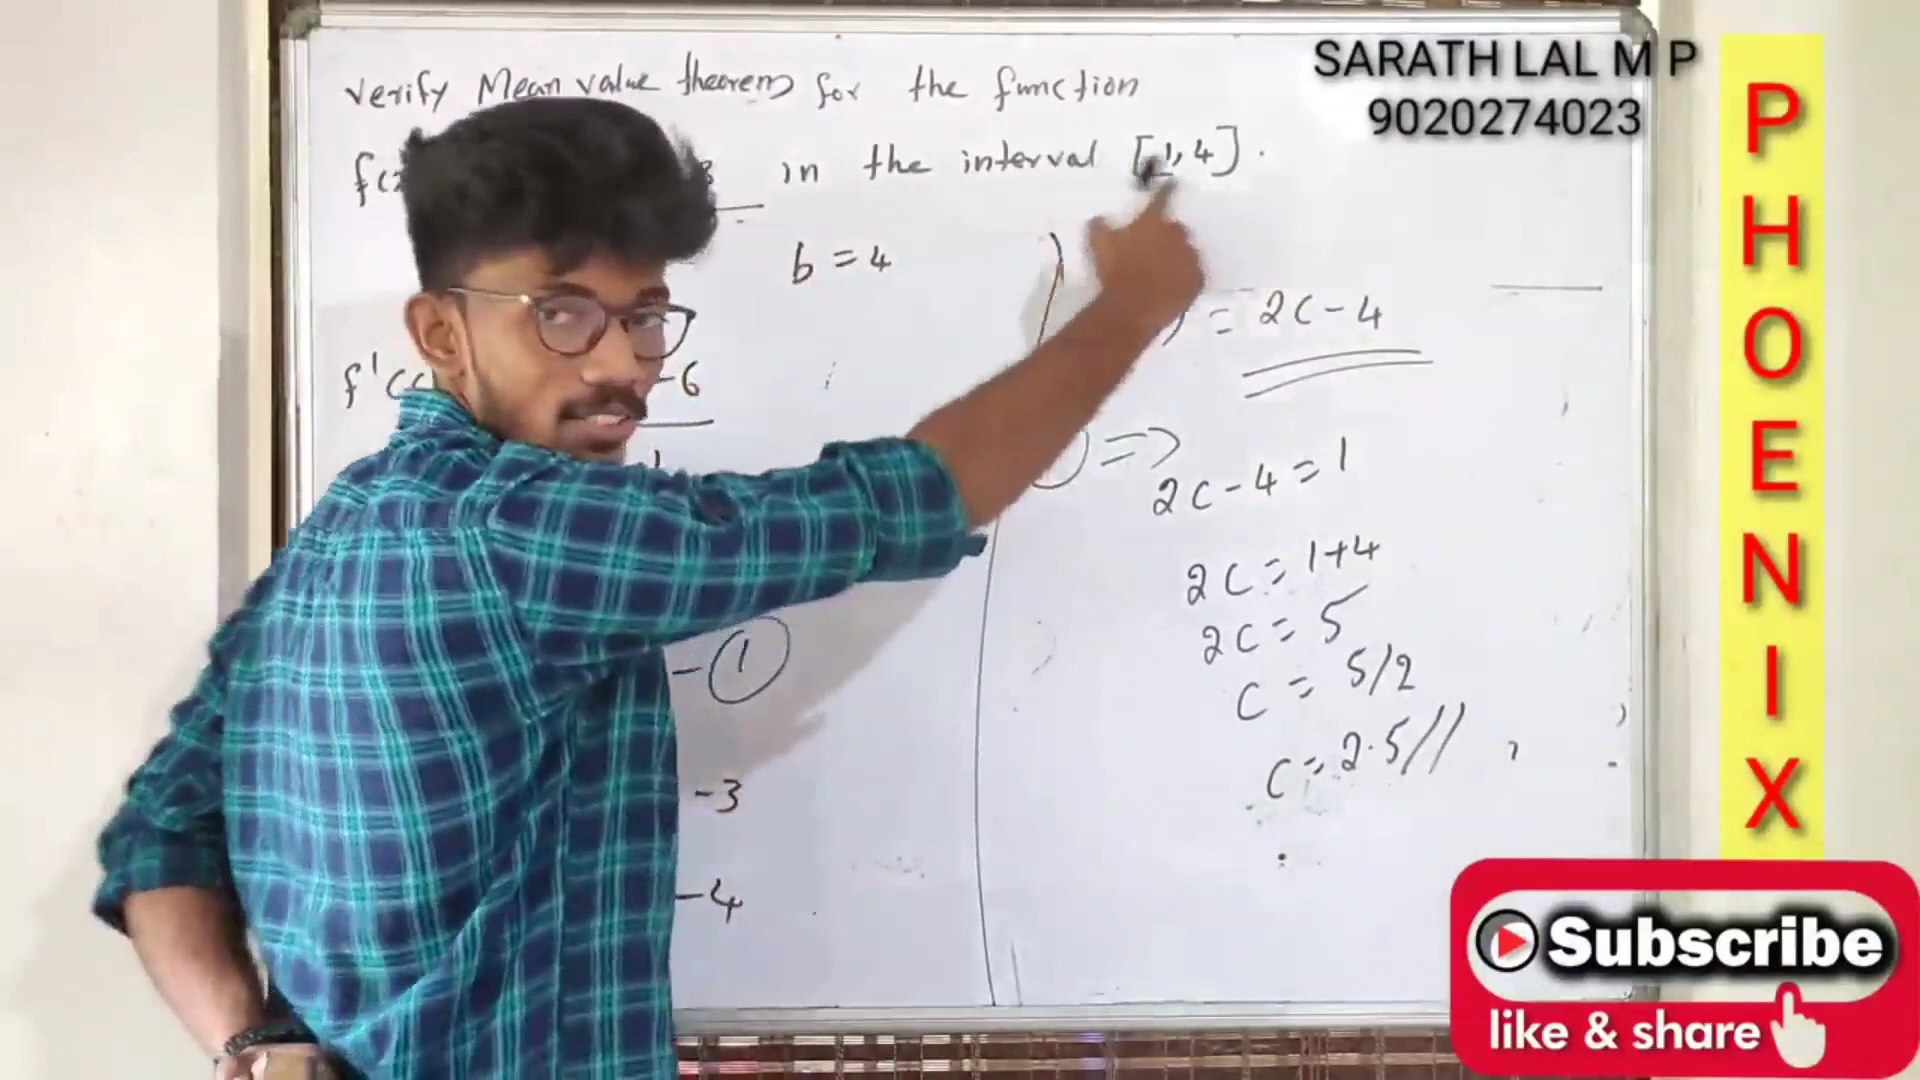 SARATH LAL M P
9020274023
PHOENIX
Verify Mean value theorem for the function
in the interval [1,4].
b = 4
= 2c-4
-6
=>
2c-4=1
2c=1+4
2c=5
-①
c=5/2
c=2.5//
-3
-4
Subscribe
like & share